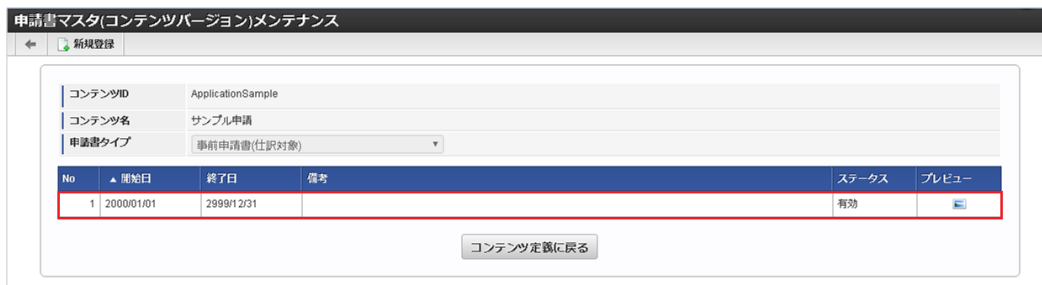 申請書マスタ(コンテンツバージョン)メンテナンス
新規登録
コンテンツID ApplicationSample
コンテンツ名 サンプル申請
申請書タイプ 事前申請書(仕訳対象) ▼
No ▲ 開始日 終了日 備考 ステータス プレビュー
1 2000/01/01 2999/12/31 有効
コンテンツ定義に戻る